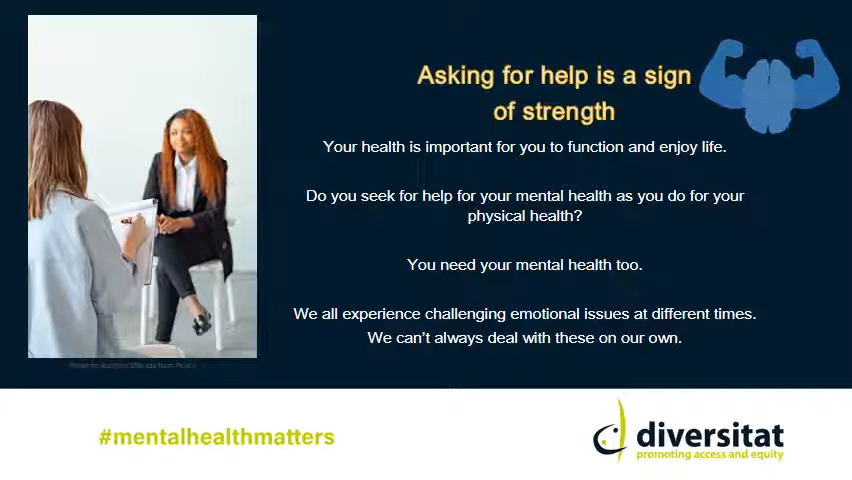 Asking for help is a sign
of strength
Your health is important for you to function and enjoy life.
Do you seek for help for your mental health as you do for your
physical health?
You need your mental health too.
We all experience challenging emotional issues at different times.
We can't always deal with these on our own.
#mentalhealthmatters
diversitat
promoting access and equity